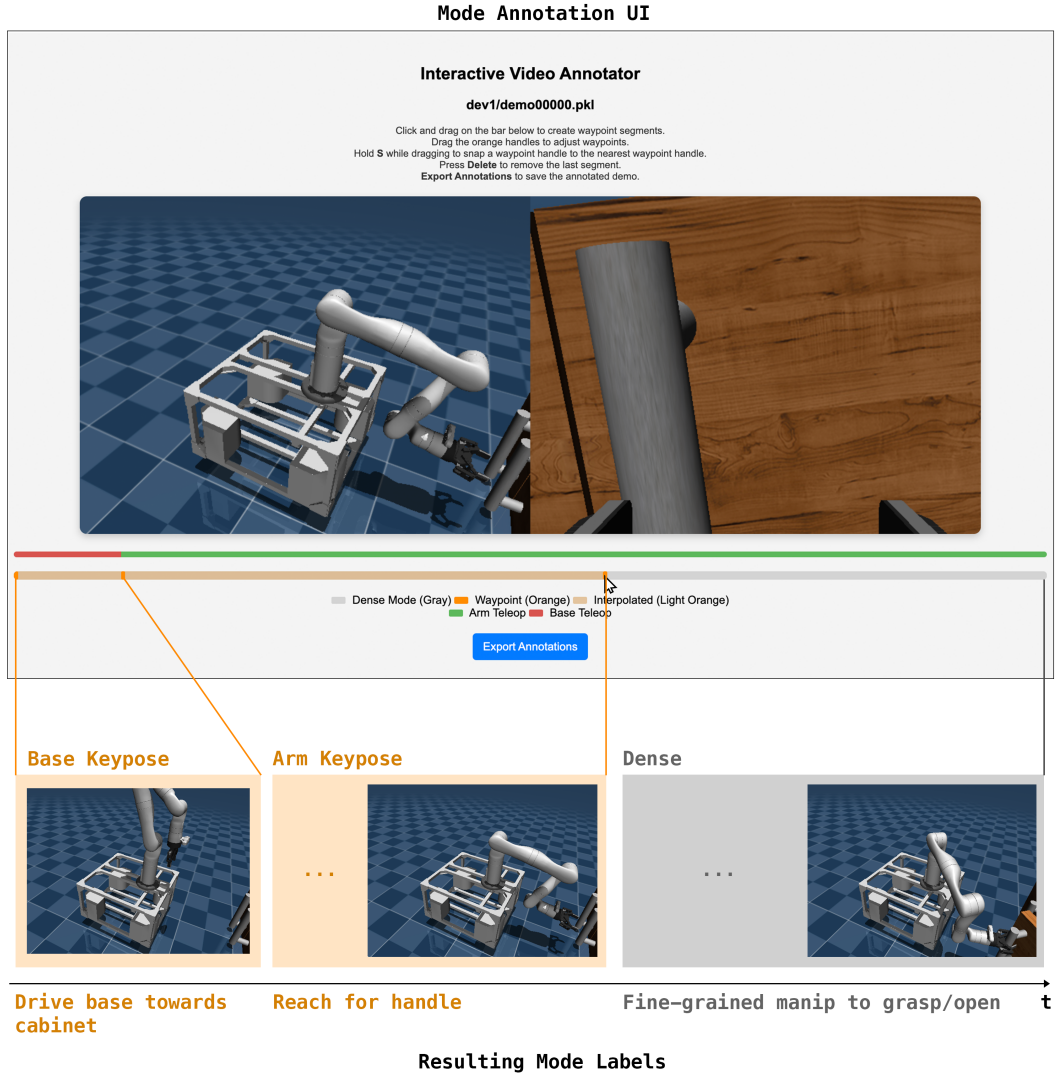 Mode Annotation UI
Interactive Video Annotator
dev1/demo00000.pkl
Click and drag on the bar below to create waypoint segments.
Drag the orange handles to adjust waypoints.
Hold S while dragging to snap a waypoint handle to the nearest waypoint handle.
Press Delete to remove the last segment.
Export Annotations to save the annotated demo.
Dense Mode (Gray) Waypoint (Orange) Interpolated (Light Orange)
Arm Teleop Base Teleop
Export Annotations
Base Keypose Arm Keypose Dense
... ...
Drive base towards cabinet Reach for handle Fine-grained manip to grasp/open t
Resulting Mode Labels